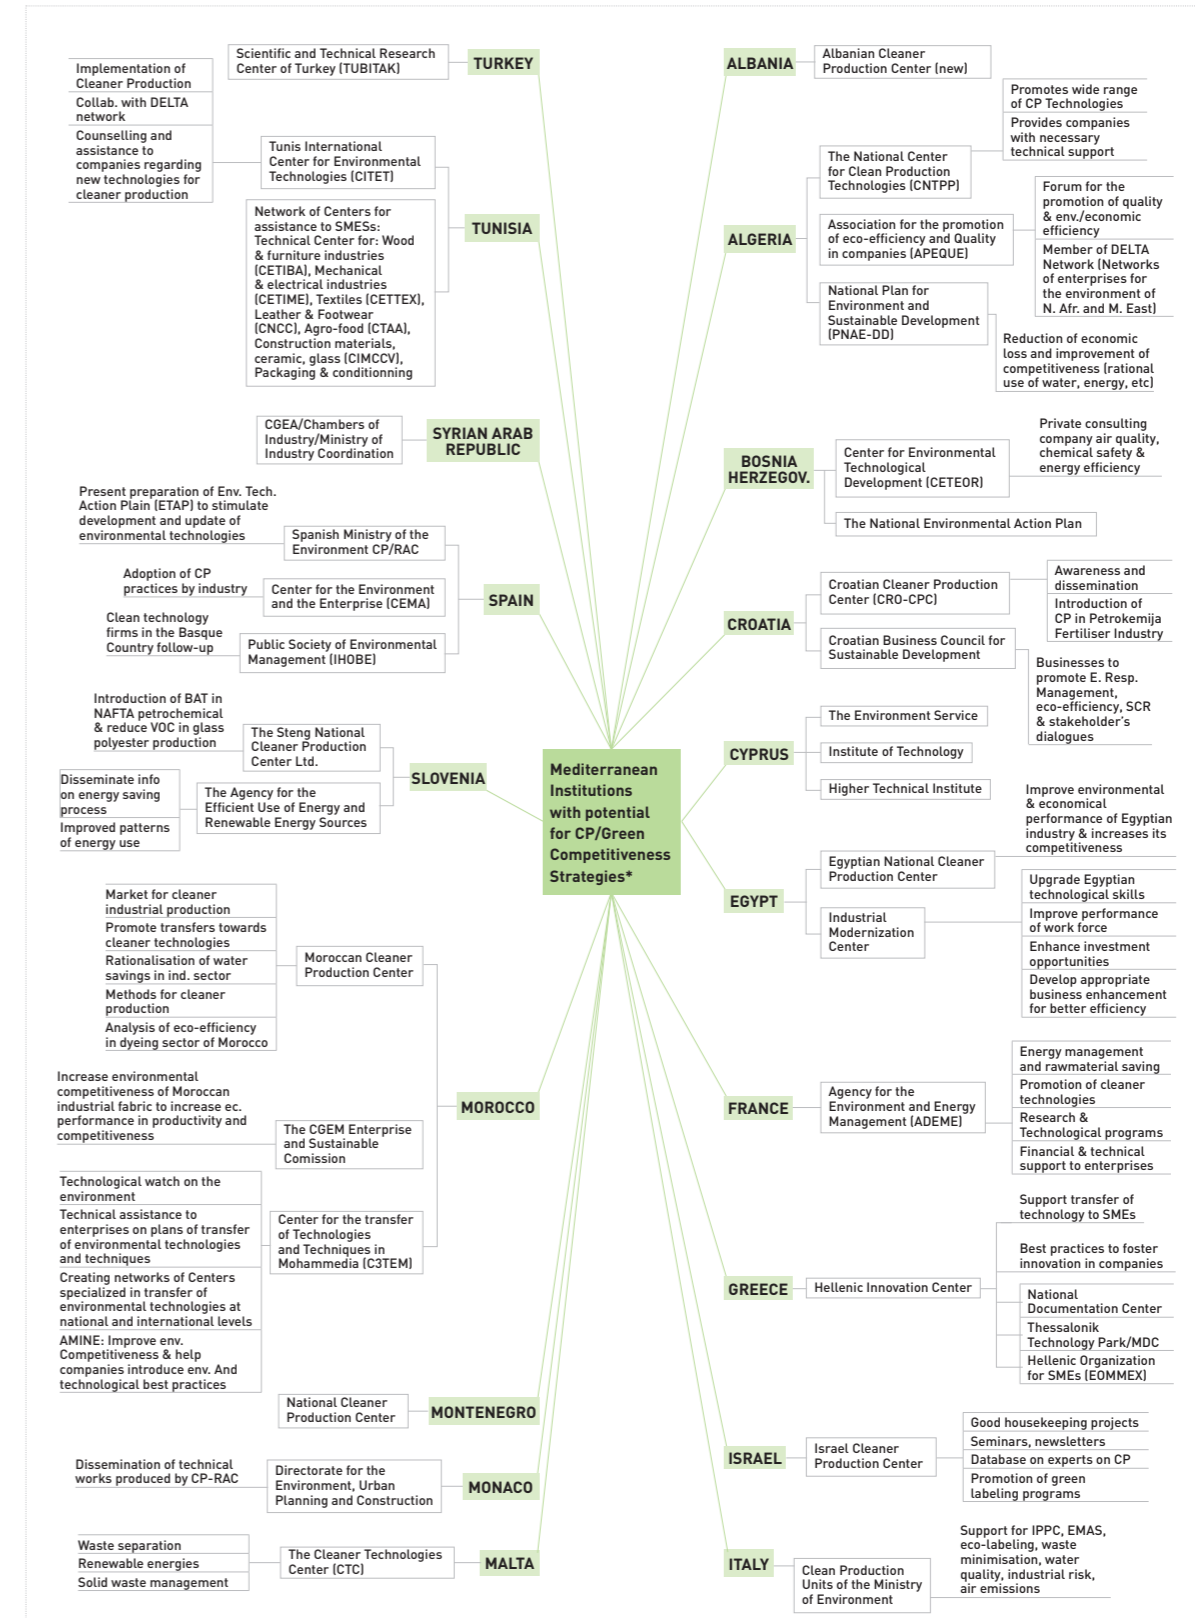 TURKEY
Scientific and Technical Research
Center of Turkey (TUBITAK)
TUNISIA
Tunis International
Center for Environmental
Technologies (CITET)
Implementation of
Cleaner Production
Collab. with DELTA
network
Counselling and
assistance to
companies regarding
new technologies for
cleaner production
Network of Centers for
assistance to SMESs:
Technical Center for: Wood
& furniture industries
(CETIBA), Mechanical
& electrical industries
(CETIME), Textiles (CETTEX),
Leather & Footwear
(CNCC), Agro-food (CTAA),
Construction materials,
ceramic, glass (CIMCCV),
Packaging & conditionning
SYRIAN ARAB
REPUBLIC
CGEA/Chambers of
Industry/Ministry of
Industry Coordination
SPAIN
Spanish Ministry of the
Environment CP/RAC
Present preparation of Env. Tech.
Action Plain (ETAP) to stimulate
development and update of
environmental technologies
Center for the Environment
and the Enterprise (CEMA)
Adoption of CP
practices by industry
Public Society of Environmental
Management (IHOBE)
Clean technology
firms in the Basque
Country follow-up
SLOVENIA
The Steng National
Cleaner Production
Center Ltd.
Introduction of BAT in
NAFTA petrochemical
& reduce VOC in glass
polyester production
The Agency for the
Efficient Use of Energy and
Renewable Energy Sources
Disseminate info
on energy saving
process
Improved patterns
of energy use
MOROCCO
Moroccan Cleaner
Production Center
Market for cleaner
industrial production
Promote transfers towards
cleaner technologies
Rationalisation of water
savings in ind. sector
Methods for cleaner
production
Analysis of eco-efficiency
in dyeing sector of Morocco
The CGEM Enterprise
and Sustainable
Comission
Increase environmental
competitiveness of Moroccan
industrial fabric to increase ec.
performance in productivity and
competitiveness
Center for the transfer
of Technologies
and Techniques in
Mohammedia (C3TEM)
Technological watch on the
environment
Technical assistance to
enterprises on plans of transfer
of environmental technologies
and techniques
Creating networks of Centers
specialized in transfer of
environmental technologies at
national and international levels
AMINE: Improve env.
Competitiveness & help
companies introduce env. And
technological best practices
MONTENEGRO
National Cleaner
Production Center
MONACO
Directorate for the
Environment, Urban
Planning and Construction
Dissemination of technical
works produced by CP-RAC
MALTA
The Cleaner Technologies
Center (CTC)
Waste separation
Renewable energies
Solid waste management
Mediterranean
Institutions
with potential
for CP/Green
Competitiveness
Strategies*
ALBANIA
Albanian Cleaner
Production Center (new)
ALGERIA
The National Center
for Clean Production
Technologies (CNTPP)
Promotes wide range
of CP Technologies
Provides companies
with necessary
technical support
Association for the promotion
of eco-efficiency and Quality
in companies (APEQUE)
Forum for the
promotion of quality
& env./economic
efficiency
Member of DELTA
Network (Networks
of enterprises for
the environment of
N. Afr. and M. East)
National Plan for
Environment and
Sustainable Development
(PNAE-DD)
Reduction of economic
loss and improvement of
competitiveness (rational
use of water, energy, etc)
BOSNIA
HERZEGOV.
Center for Environmental
Technological
Development (CETEOR)
Private consulting
company air quality,
chemical safety &
energy efficiency
The National Environmental Action Plan
CROATIA
Croatian Cleaner Production
Center (CRO-CPC)
Awareness and
dissemination
Introduction of
CP in Petrokemija
Fertiliser Industry
Croatian Business Council for
Sustainable Development
Businesses to
promote E. Resp.
Management,
eco-efficiency, SCR
& stakeholder's
dialogues
CYPRUS
The Environment Service
Institute of Technology
Higher Technical Institute
EGYPT
Egyptian National Cleaner
Production Center
Improve environmental
& economical
performance of Egyptian
industry & increases its
competitiveness
Industrial
Modernization
Center
Upgrade Egyptian
technological skills
Improve performance
of work force
Enhance investment
opportunities
Develop appropriate
business enhancement
for better efficiency
FRANCE
Agency for the
Environment and Energy
Management (ADEME)
Energy management
and rawmaterial saving
Promotion of cleaner
technologies
Research &
Technological programs
Financial & technical
support to enterprises
GREECE
Hellenic Innovation Center
Support transfer of
technology to SMEs
Best practices to foster
innovation in companies
National
Documentation Center
Thessalonik
Technology Park/MDC
Hellenic Organization
for SMEs (EOMMEX)
ISRAEL
Israel Cleaner
Production Center
Good housekeeping projects
Seminars, newsletters
Database on experts on CP
Promotion of green
labeling programs
ITALY
Clean Production
Units of the Ministry
of Environment
Support for IPPC, EMAS,
eco-labeling, waste
minimisation, water
quality, industrial risk,
air emissions